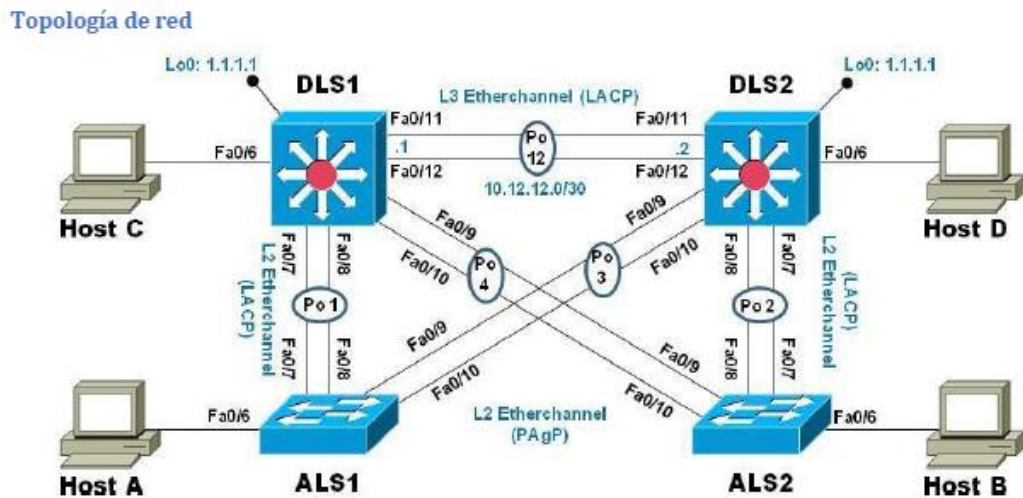 Topología de red
Lo0: 1.1.1.1
Lo0: 1.1.1.1
DLS1
DLS2
L3 Etherchannel (LACP)
Fa0/11
Fa0/11
Fa0/6
.1
Po
12
.2
Fa0/6
Fa0/12
Fa0/12
10.12.12.0/30
Host C
Host D
Fa0/9
Fa0/9
Fa0/7
Fa0/8
Fa0/10
Po
4
Po
3
Fa0/10
Fa0/8
Fa0/7
L2 Etherchannel
(LACP)
Po 1
Po 2
(LACP)
L2 Etherchannel
Fa0/7
Fa0/8
Fa0/9
Fa0/10
Fa0/9
Fa0/10
Fa0/8
Fa0/7
Fa0/6
L2 Etherchannel
(PAgP)
Fa0/6
Host A
ALS1
ALS2
Host B